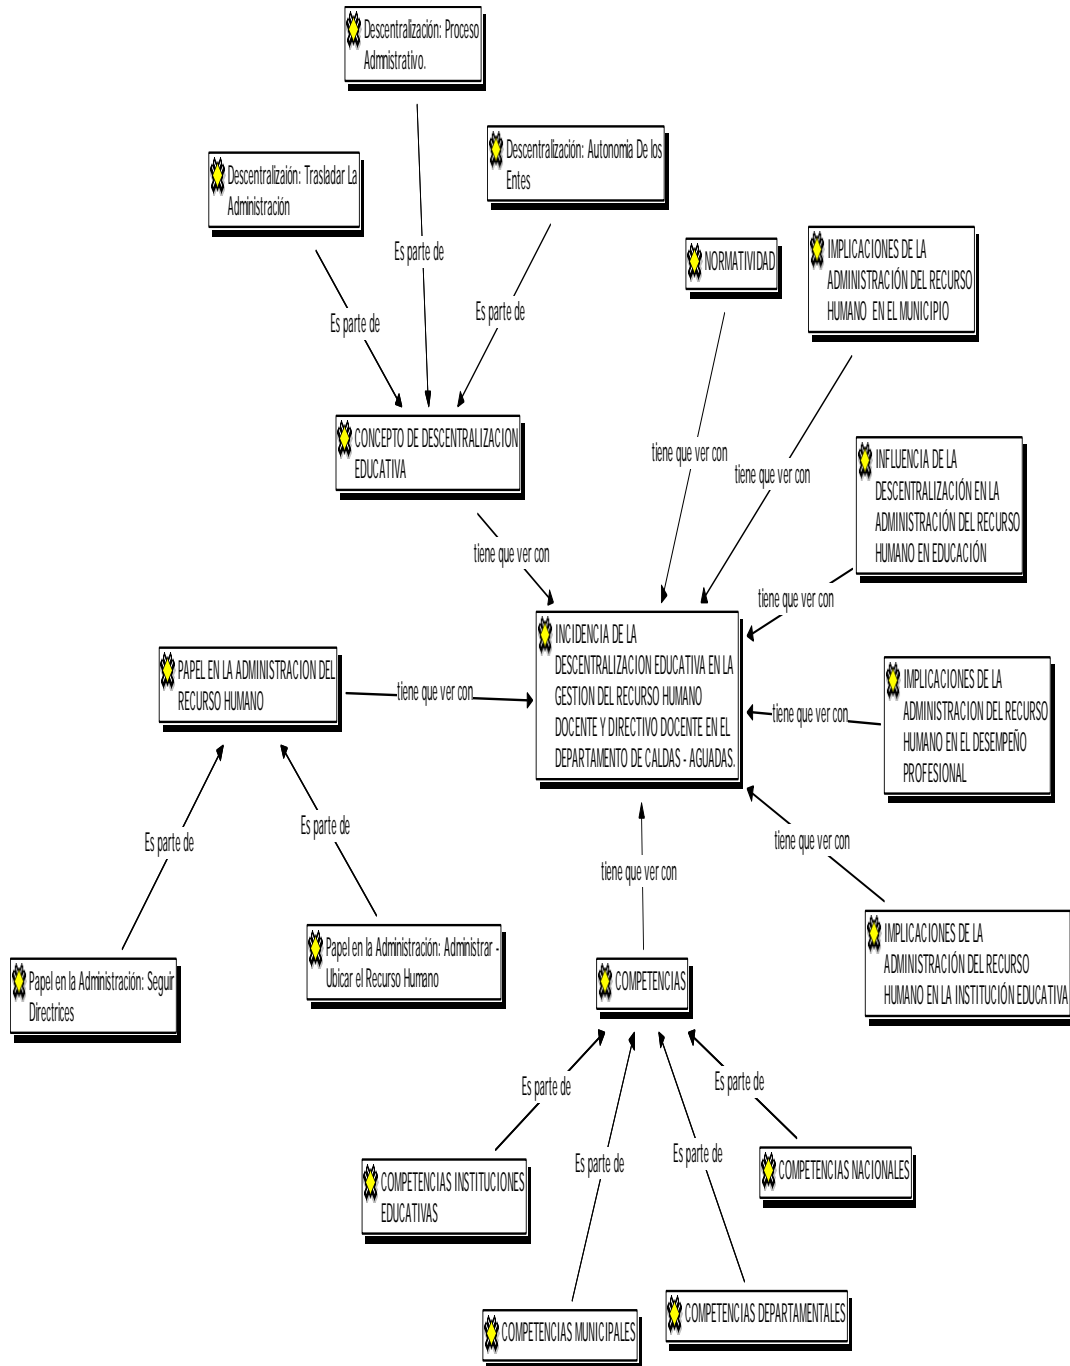 Descentralización: Proceso
Admnistrativo.
Descentralizaión: Trasladar La
Administración
Descentralización: Autonomia De los
Entes
NORMATIVIDAD
IMPLICACIONES DE LA
ADMINISTRACIÓN DEL RECURSO
HUMANO EN EL MUNICIPIO
Es parte de
Es parte de
Es parte de
CONCEPTO DE DESCENTRALIZACION
EDUCATIVA
tiene que ver con
tiene que ver con
INFLUENCIA DE LA
DESCENTRALIZACIÓN EN LA
ADMINISTRACIÓN DEL RECURSO
HUMANO EN EDUCACIÓN
tiene que ver con
tiene que ver con
INCIDENCIA DE LA
DESCENTRALIZACION EDUCATIVA EN LA
GESTION DEL RECURSO HUMANO
DOCENTE Y DIRECTIVO DOCENTE EN EL
DEPARTAMENTO DE CALDAS - AGUADAS.
PAPEL EN LA ADMINISTRACION DEL
RECURSO HUMANO
tiene que ver con
IMPLICACIONES DE LA
ADMINISTRACION DEL RECURSO
HUMANO EN EL DESEMPEÑO
PROFESIONAL
tiene que ver con
Es parte de
Es parte de
tiene que ver con
tiene que ver con
Papel en la Administración: Seguir
Directrices
Papel en la Administración: Administrar -
Ubicar el Recurso Humano
COMPETENCIAS
IMPLICACIONES DE LA
ADMINISTRACIÓN DEL RECURSO
HUMANO EN LA INSTITUCIÓN EDUCATIVA
Es parte de
Es parte de
Es parte de
Es parte de
COMPETENCIAS INSTITUCIONES
EDUCATIVAS
COMPETENCIAS NACIONALES
COMPETENCIAS MUNICIPALES
COMPETENCIAS DEPARTAMENTALES